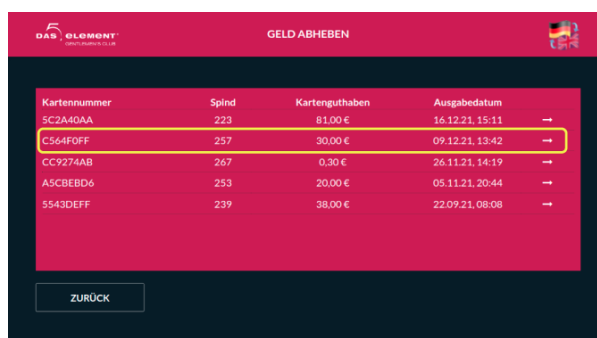 DAS 5 ELEMENT
GENTLEMEN'S CLUB
GELD ABHEBEN
Kartennummer Spind Kartenguthaben Ausgabedatum
5C2A40AA 223 81,00 € 16.12.21, 15:11 →
C564F0FF 257 30,00 € 09.12.21, 13:42 →
CC9274AB 267 0,30 € 26.11.21, 14:19 →
A5CBEBD6 253 20,00 € 05.11.21, 20:44 →
5543DEFF 239 38,00 € 22.09.21, 08:08 →
ZURÜCK